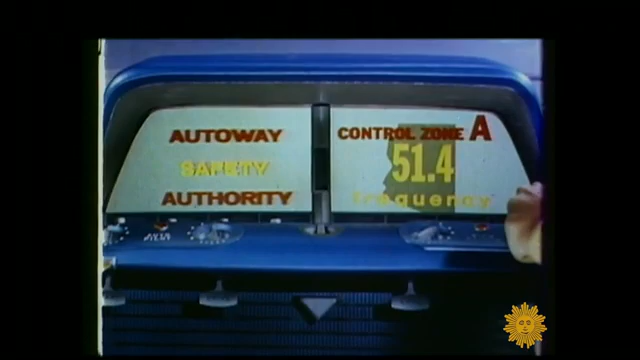 AUTOWAY
SAFETY
AUTHORITY
CONTROL ZONE A
51.4
frequency